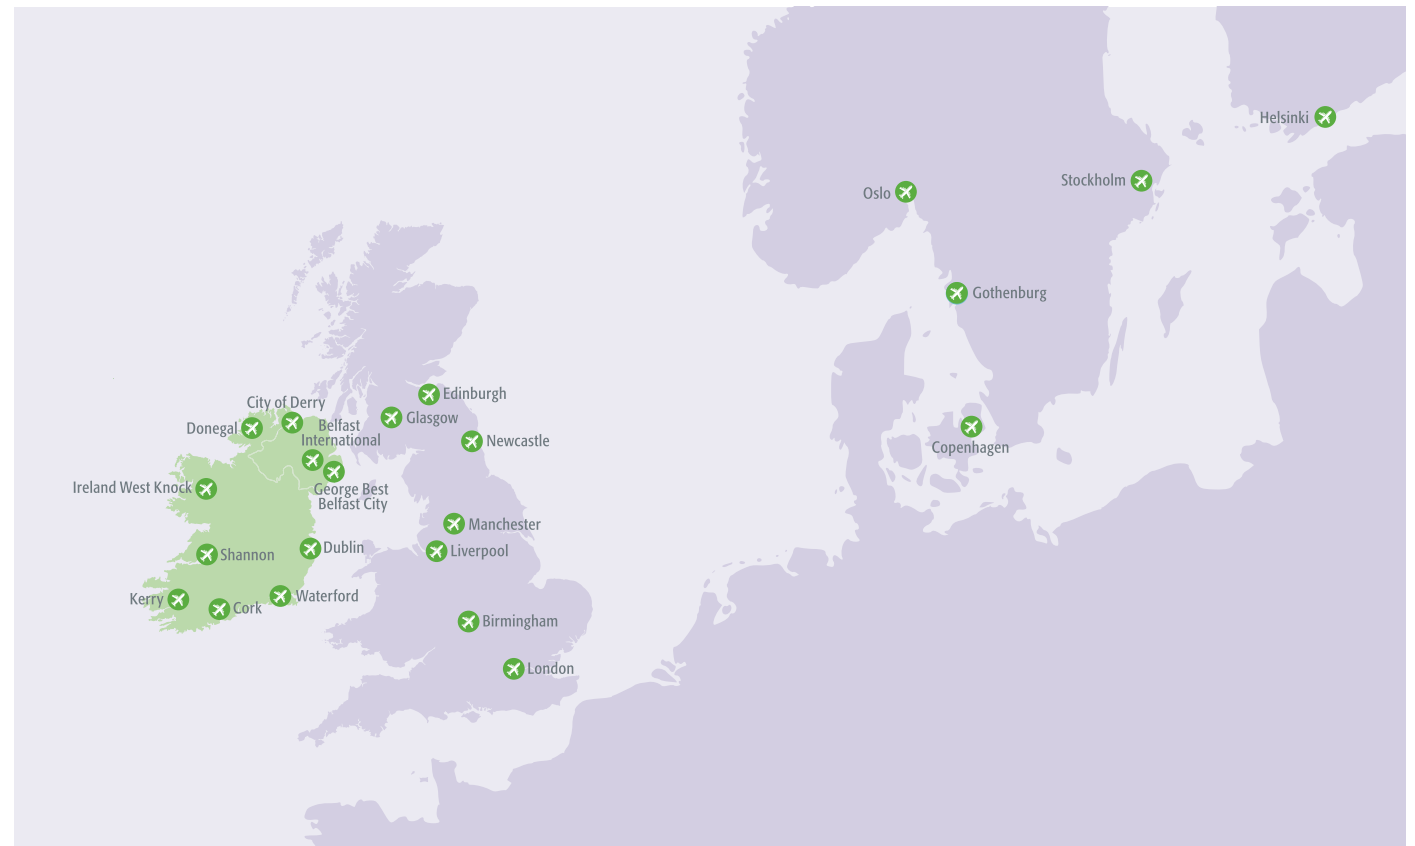 Helsinki
Stockholm
Oslo
Gothenburg
Edinburgh
City of Derry
Glasgow
Donegal
Belfast
International
Newcastle
Copenhagen
Ireland West Knock
George Best
Belfast City
Manchester
Dublin
Liverpool
Shannon
Waterford
Kerry
Cork
Birmingham
London